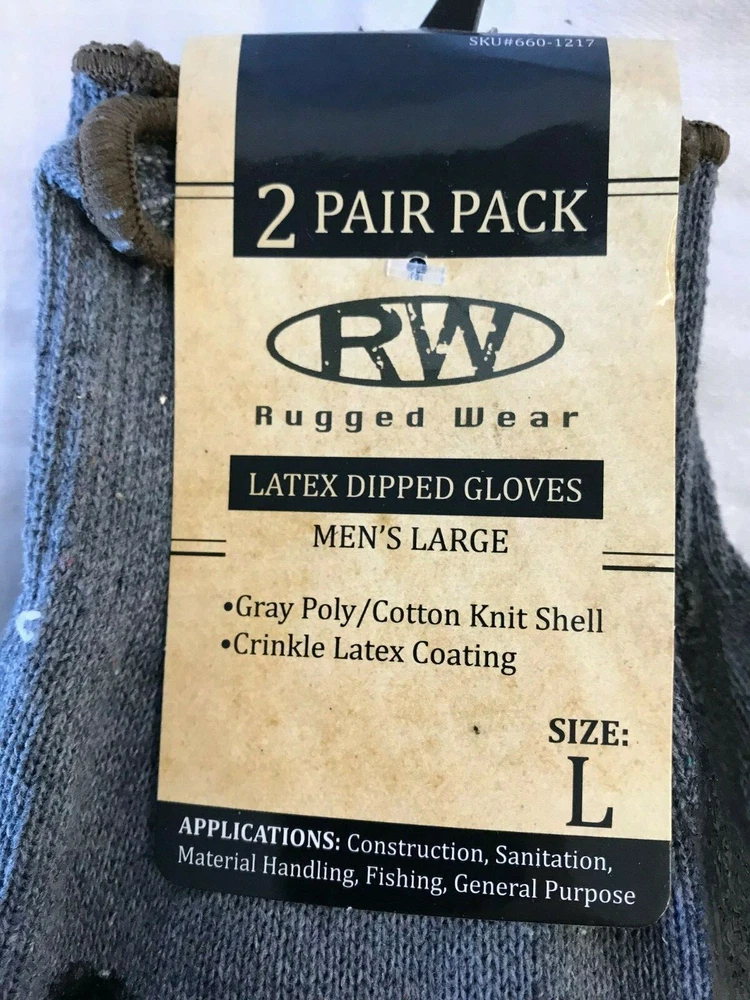 SKU#660-1217
2 PAIR PACK
RW
Rugged Wear
LATEX DIPPED GLOVES
MEN'S LARGE
•Gray Poly/Cotton Knit Shell
•Crinkle Latex Coating
SIZE:
L
APPLICATIONS: Construction, Sanitation,
Material Handling, Fishing, General Purpose